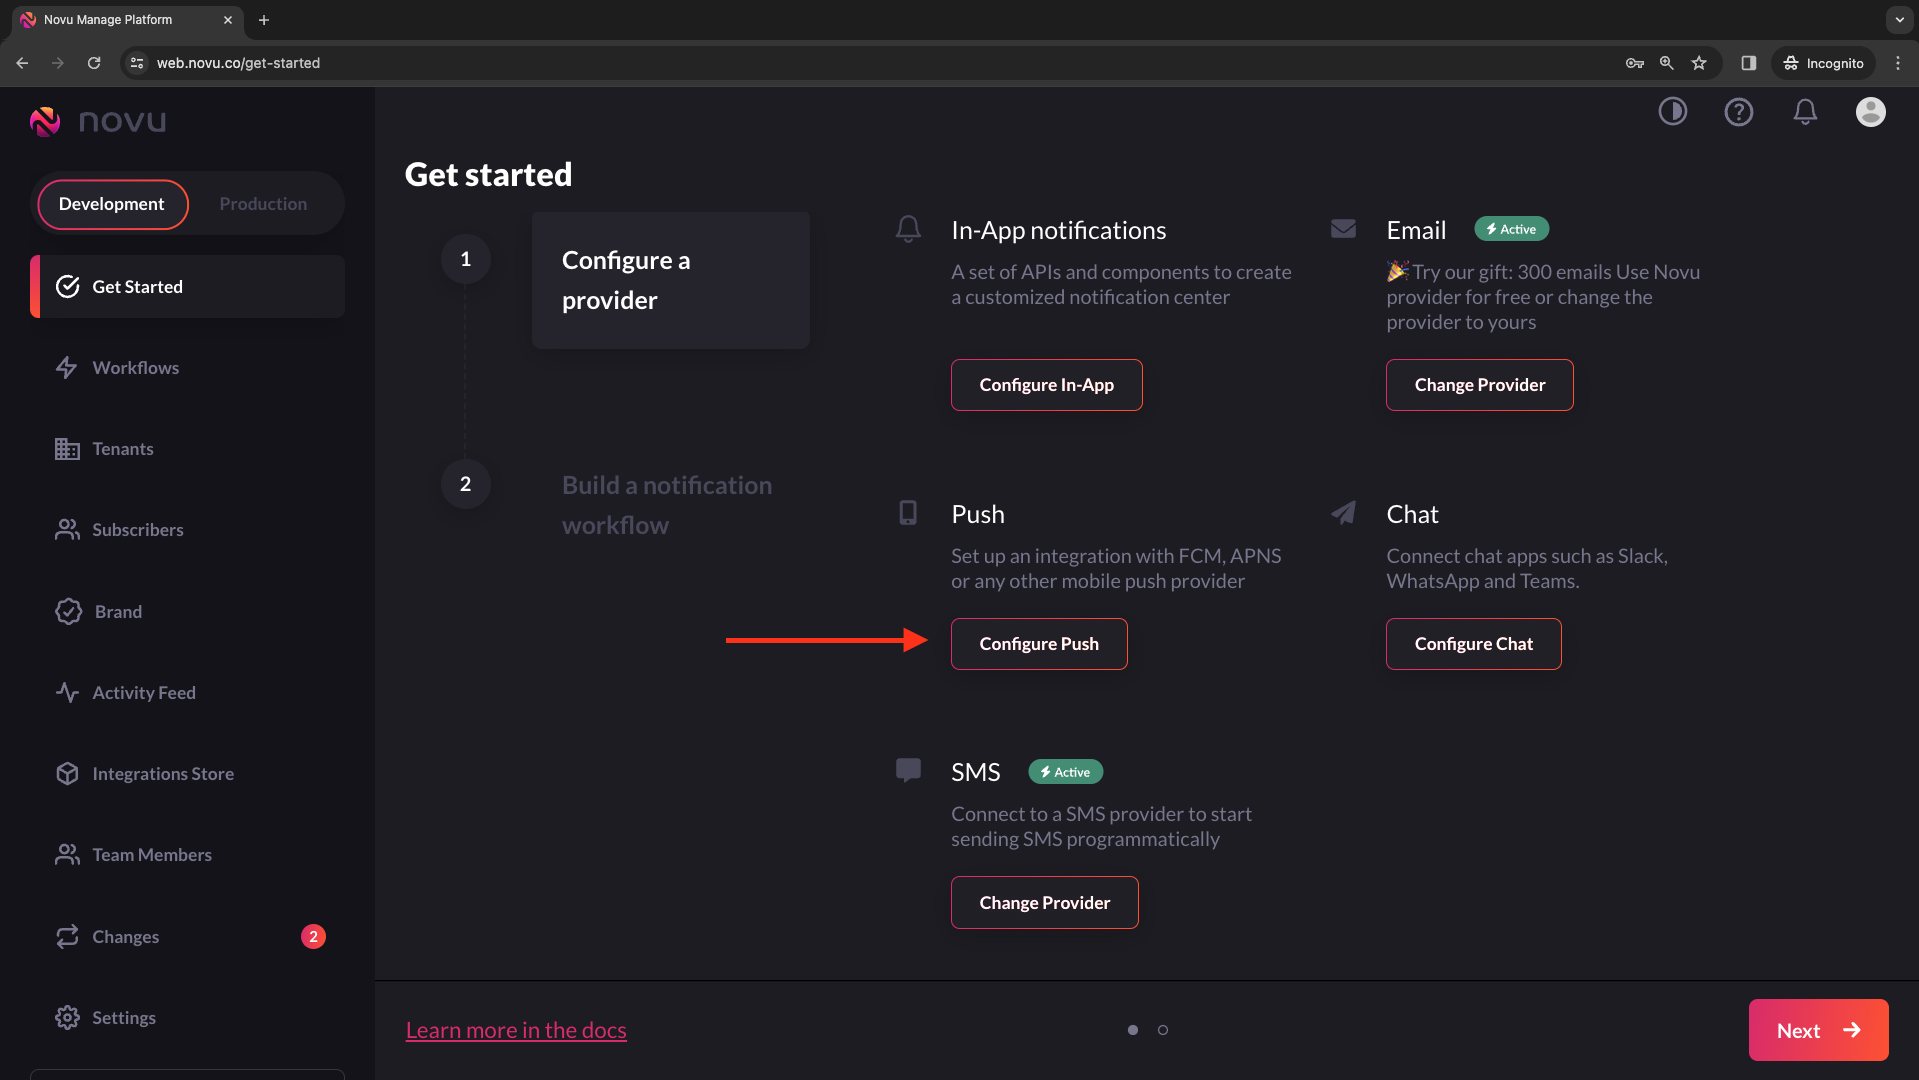 Novu Manage Platform
web.novu.co/get-started
Incognito
novu
Development
Production
Get Started
Workflows
Tenants
Subscribers
Brand
Activity Feed
Integrations Store
Team Members
Changes
2
Settings
Get started
1
Configure a
provider
2
Build a notification
workflow
In-App notifications
A set of APIs and components to create
a customized notification center
Configure In-App
Email
Active
🎉Try our gift: 300 emails Use Novu
provider for free or change the
provider to yours
Change Provider
Push
Set up an integration with FCM, APNS
or any other mobile push provider
Configure Push
Chat
Connect chat apps such as Slack,
WhatsApp and Teams.
Configure Chat
SMS
Active
Connect to a SMS provider to start
sending SMS programmatically
Change Provider
Learn more in the docs
Next